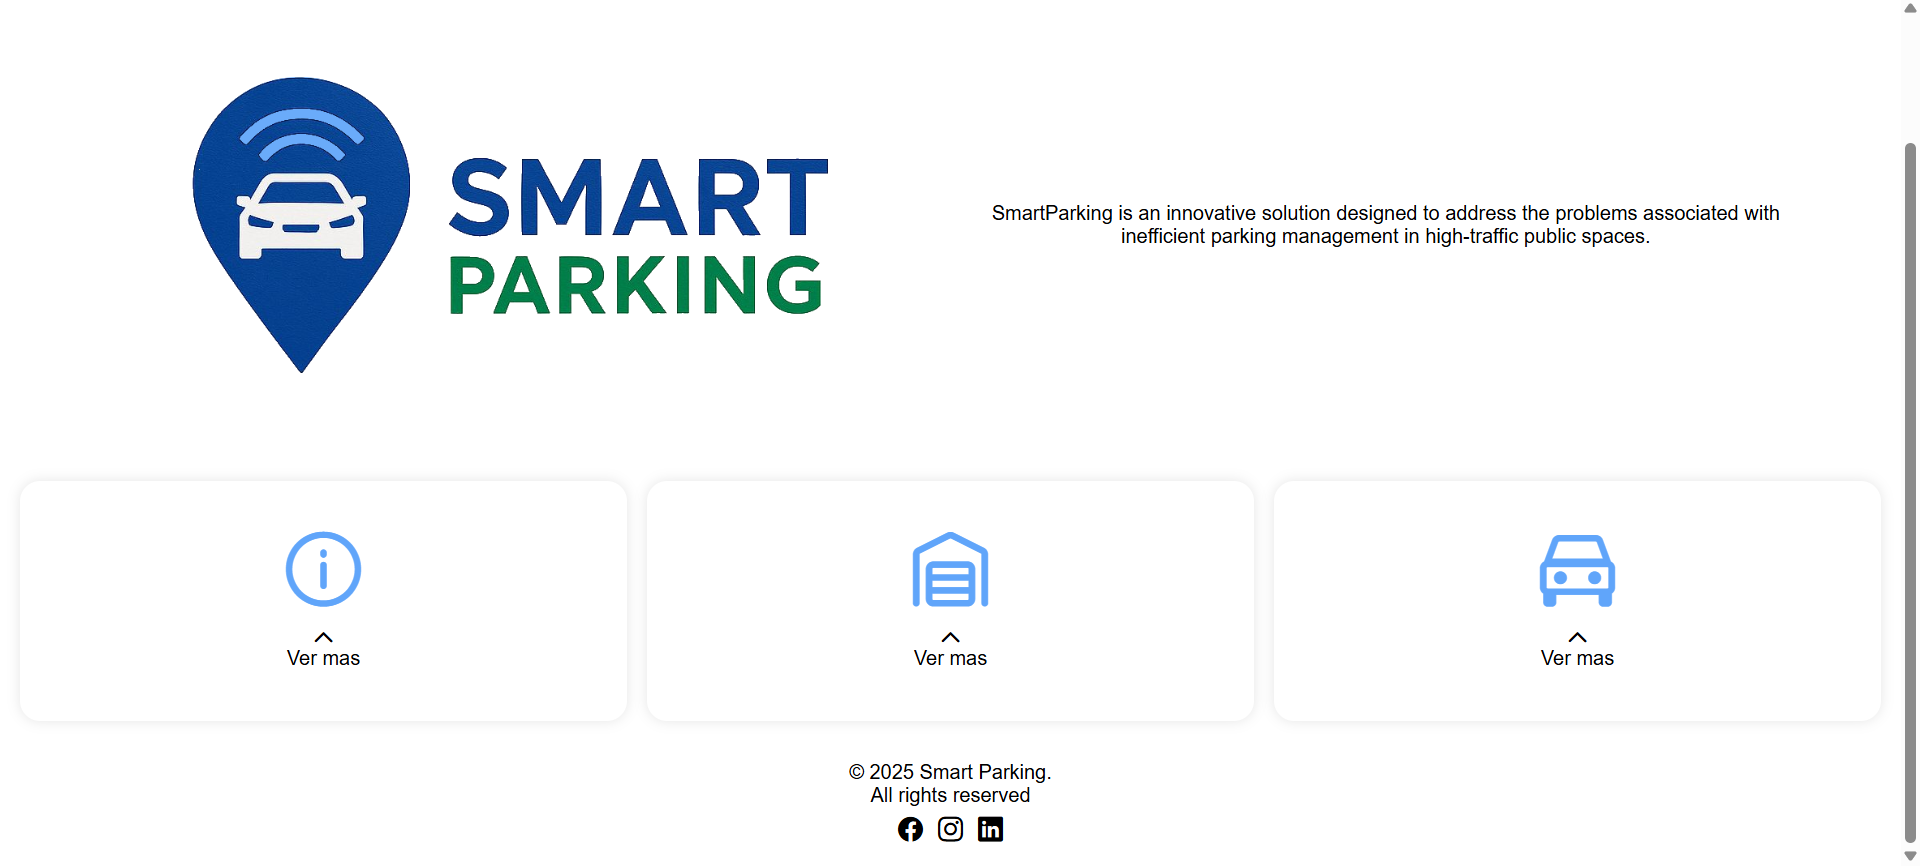 SMART
PARKING
SmartParking is an innovative solution designed to address the problems associated with
inefficient parking management in high-traffic public spaces.
Ver mas
Ver mas
Ver mas
© 2025 Smart Parking.
All rights reserved